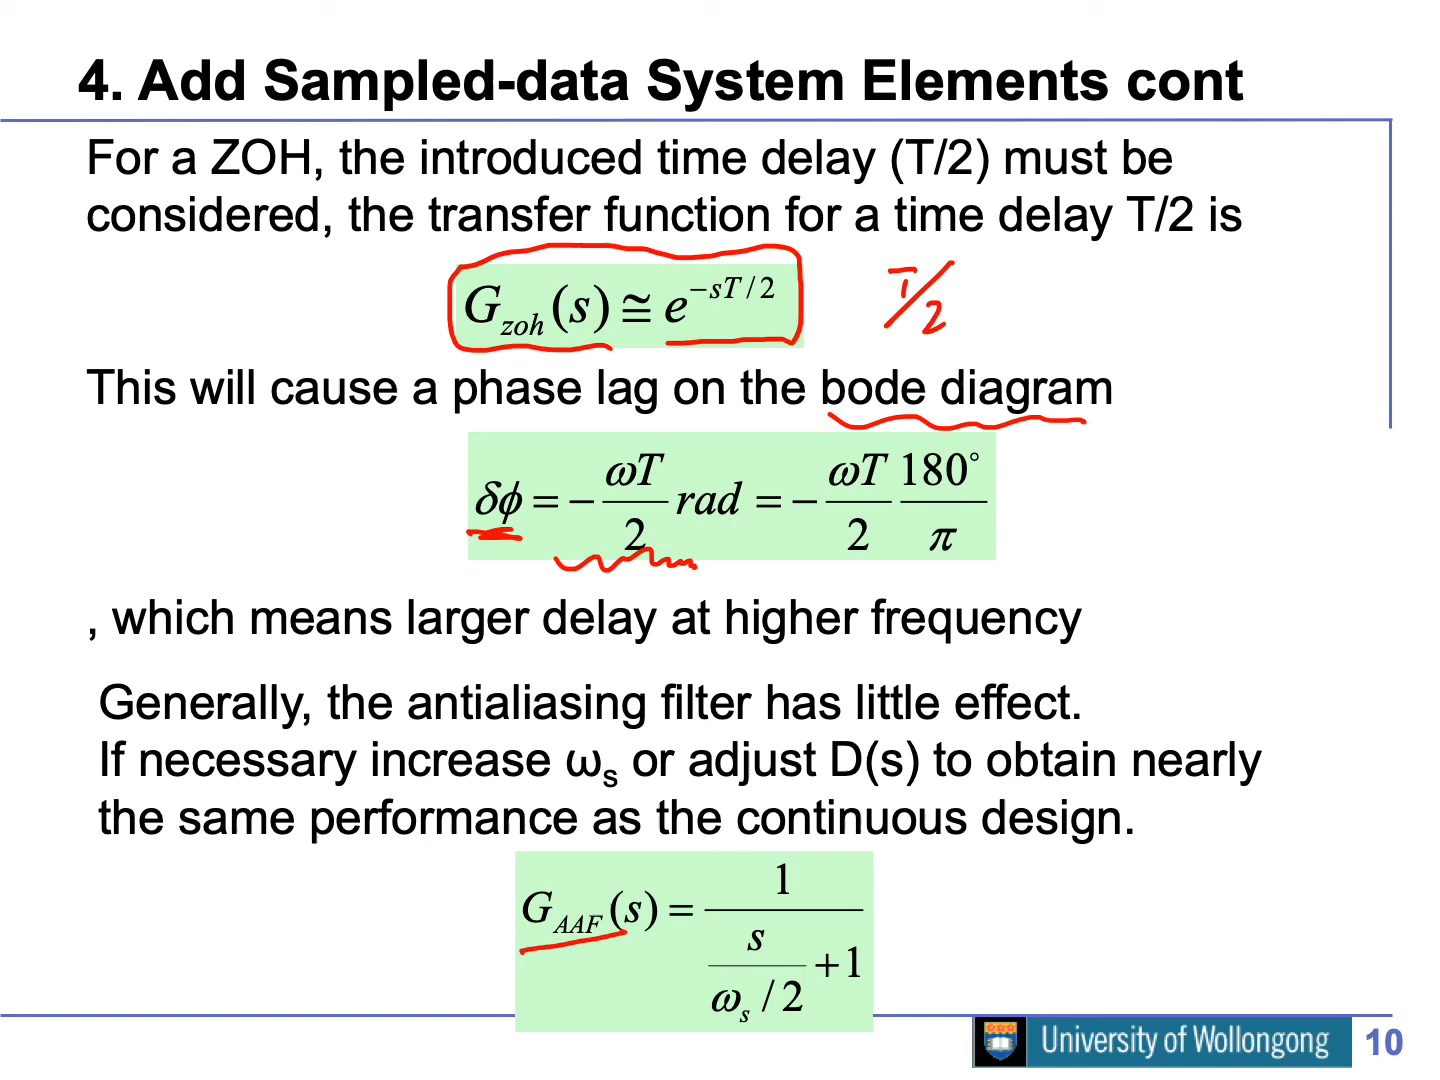 4. Add Sampled-data System Elements cont
For a ZOH, the introduced time delay (T/2) must be
considered, the transfer function for a time delay T/2 is
G_zoh(s) ≅ e^{-sT/2}
T/2
This will cause a phase lag on the bode diagram
δϕ = − ωT/2 rad = − ωT/2 180°/π
, which means larger delay at higher frequency
Generally, the antialiasing filter has little effect.
If necessary increase ω_s or adjust D(s) to obtain nearly
the same performance as the continuous design.
G_AAF(s) = 1/(s/(ω_s/2) + 1)
University of Wollongong 10